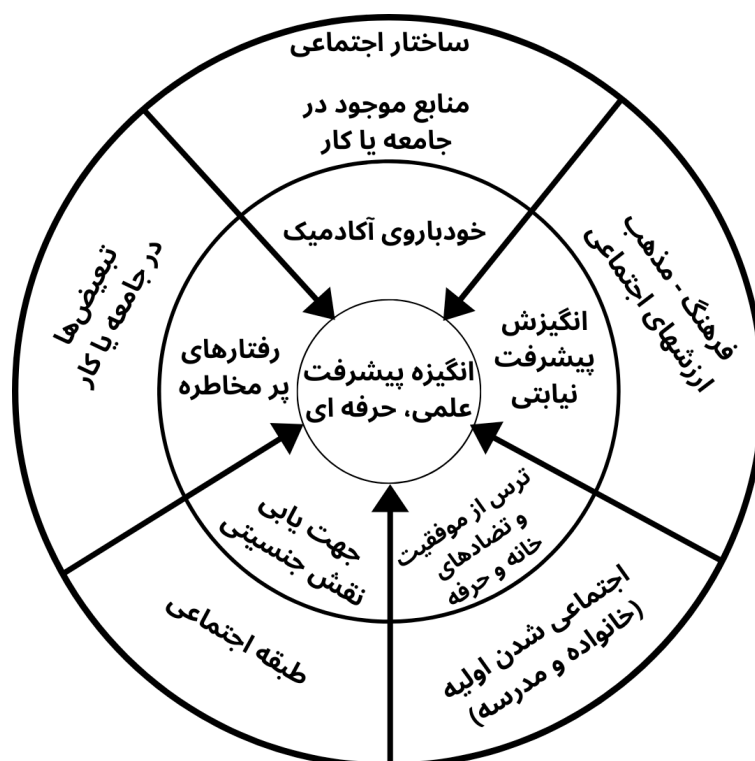 ساختار اجتماعی
منابع موجود در
جامعه یا کار
فرهنگ - مذهب
ارزشهای اجتماعی
اجتماعی شدن اولیه
(خانواده و مدرسه)
طبقه اجتماعی
تبعیض‌ها
در جامعه یا کار
خودباروی آکادمیک
انگیزش
پیشرفت
نیابتی
ترس از موفقیت
و تضادهای
خانه و حرفه
جهت یابی
نقش جنسیتی
رفتارهای
پر مخاطره
انگیزه پیشرفت
علمی، حرفه ای